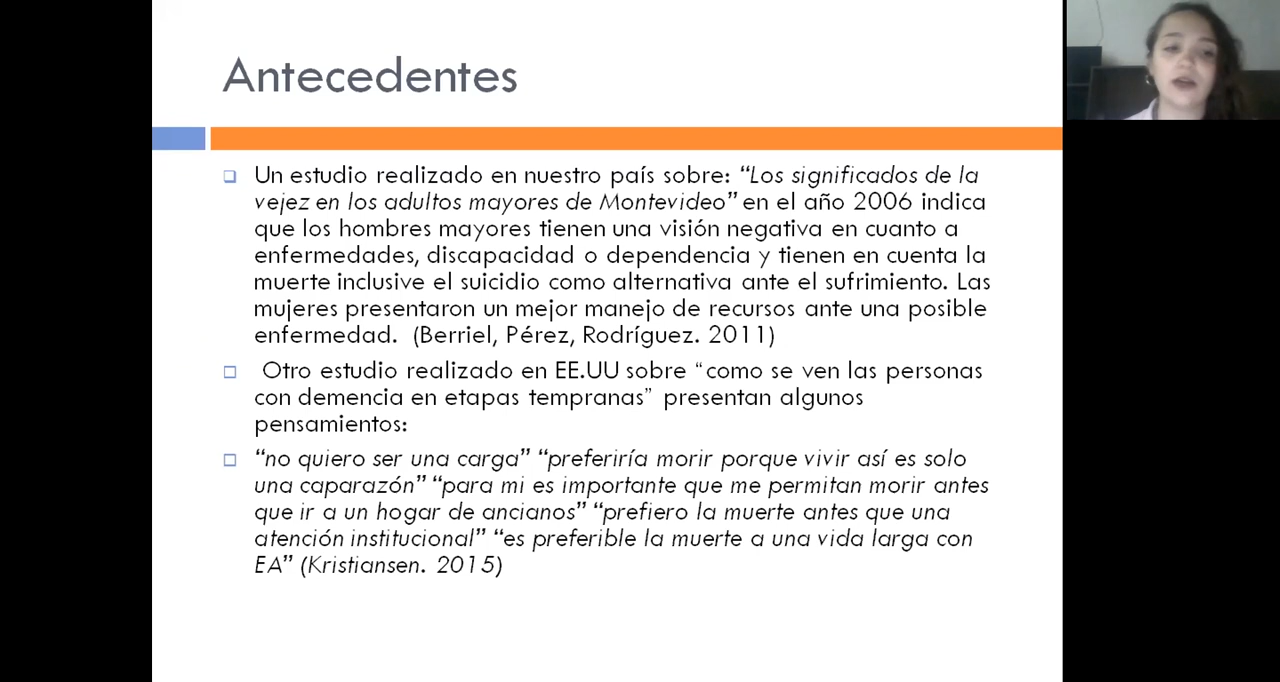 Antecedentes
Un estudio realizado en nuestro país sobre: “Los significados de la
vejez en los adultos mayores de Montevideo” en el año 2006 indica
que los hombres mayores tienen una visión negativa en cuanto a
enfermedades, discapacidad o dependencia y tienen en cuenta la
muerte inclusive el suicidio como alternativa ante el sufrimiento. Las
mujeres presentaron un mejor manejo de recursos ante una posible
enfermedad. (Berriel, Pérez, Rodríguez. 2011)
Otro estudio realizado en EE.UU sobre “como se ven las personas
con demencia en etapas tempranas” presentan algunos
pensamientos:
“no quiero ser una carga” “preferiría morir porque vivir así es solo
una caparazón” “para mi es importante que me permitan morir antes
que ir a un hogar de ancianos” “prefiero la muerte antes que una
atención institucional” “es preferible la muerte a una vida larga con
EA” (Kristiansen. 2015)